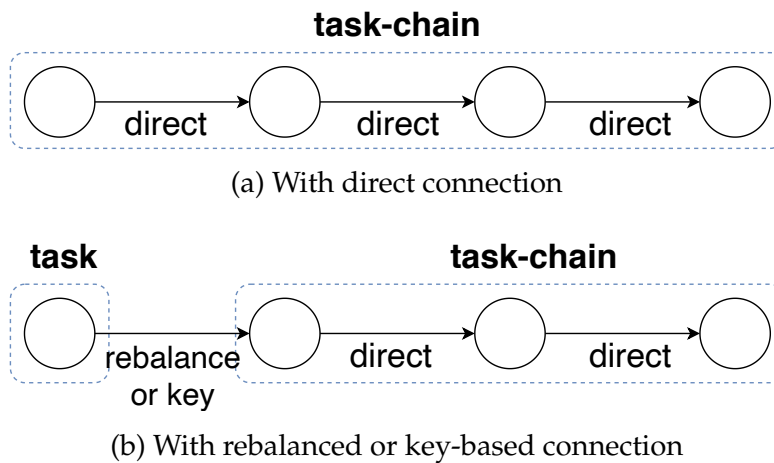 task-chain
direct direct direct
(a) With direct connection
task task-chain
rebalance direct direct
or key
(b) With rebalanced or key-based connection